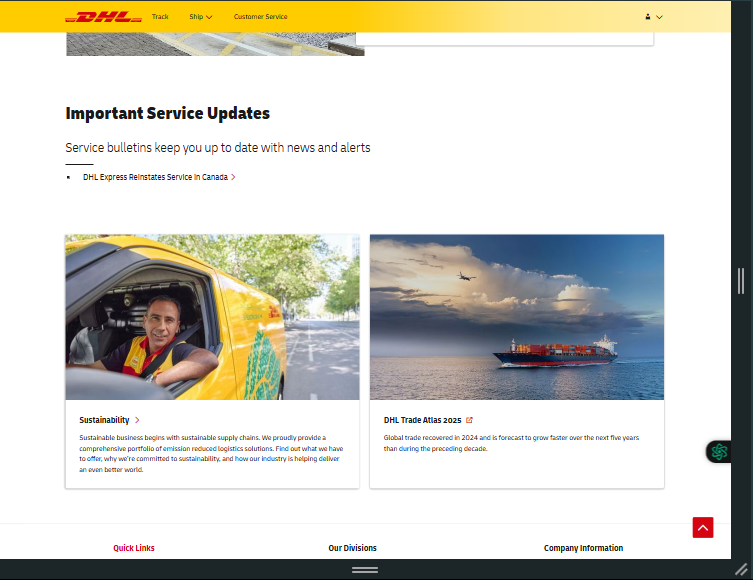 DHL
Track
Ship
Customer Service
Important Service Updates
Service bulletins keep you up to date with news and alerts
DHL Express Reinstates Service in Canada
Sustainability
Sustainable business begins with sustainable supply chains. We proudly provide a
comprehensive portfolio of emission reduced logistics solutions. Find out what we have
to offer, why we're committed to sustainability, and how our industry is helping deliver
an even better world.
DHL Trade Atlas 2025
Global trade recovered in 2024 and is forecast to grow faster over the next five years
than during the preceding decade.
Quick Links
Our Divisions
Company Information